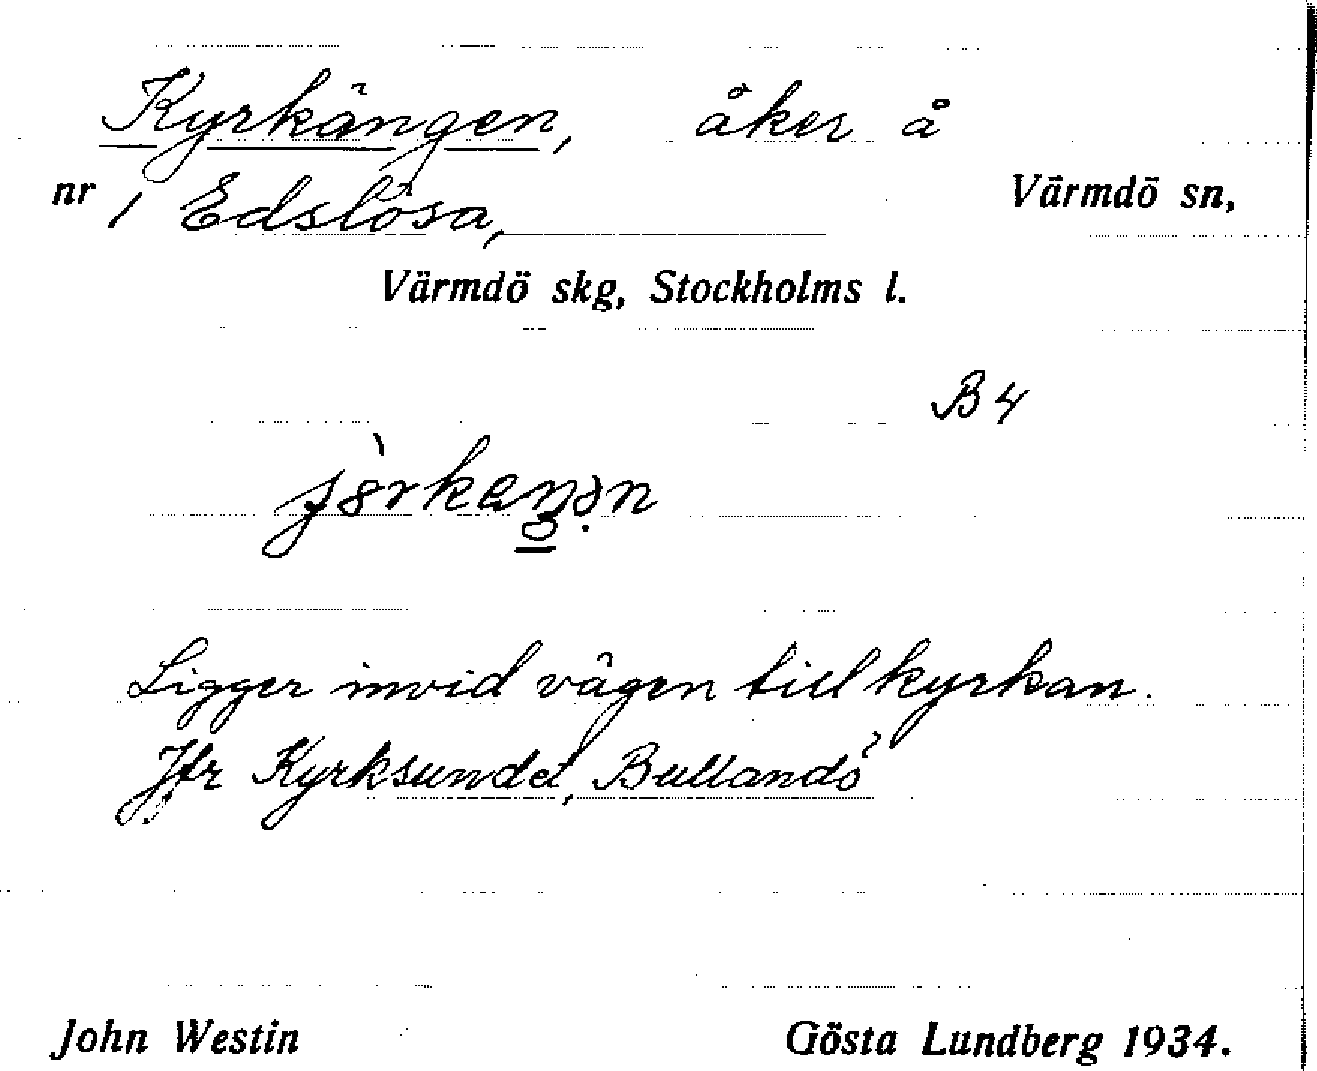 Kyrkängen, åker å
nr 1 Edslösa, Värmdö sn,
Värmdö skg, Stockholms l.
B 4
Ligger invid vägen till kyrkan.
Jfr Kyrksundet, Bullandö
John Westin Gösta Lundberg 1934.